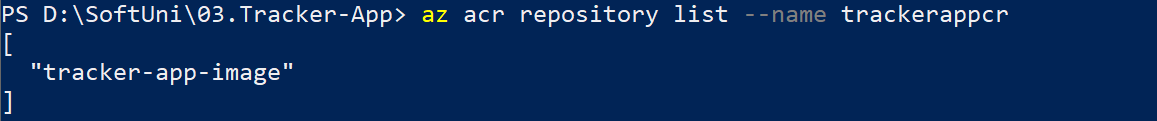 PS D:\SoftUni\03.Tracker-App> az acr repository list --name trackerappcr
[
  "tracker-app-image"
]